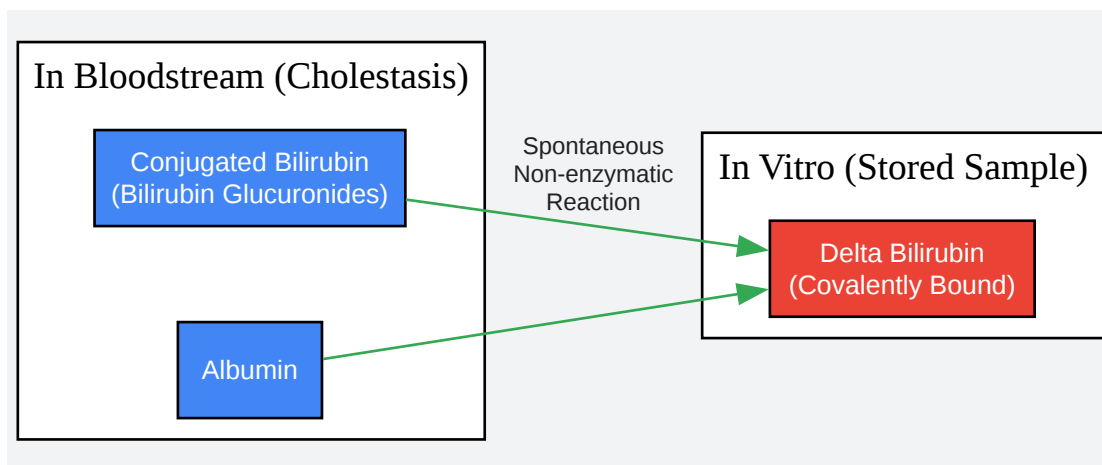 In Bloodstream (Cholestasis)
Conjugated Bilirubin
(Bilirubin Glucuronides)
Albumin
Spontaneous
Non-enzymatic
Reaction
In Vitro (Stored Sample)
Delta Bilirubin
(Covalently Bound)